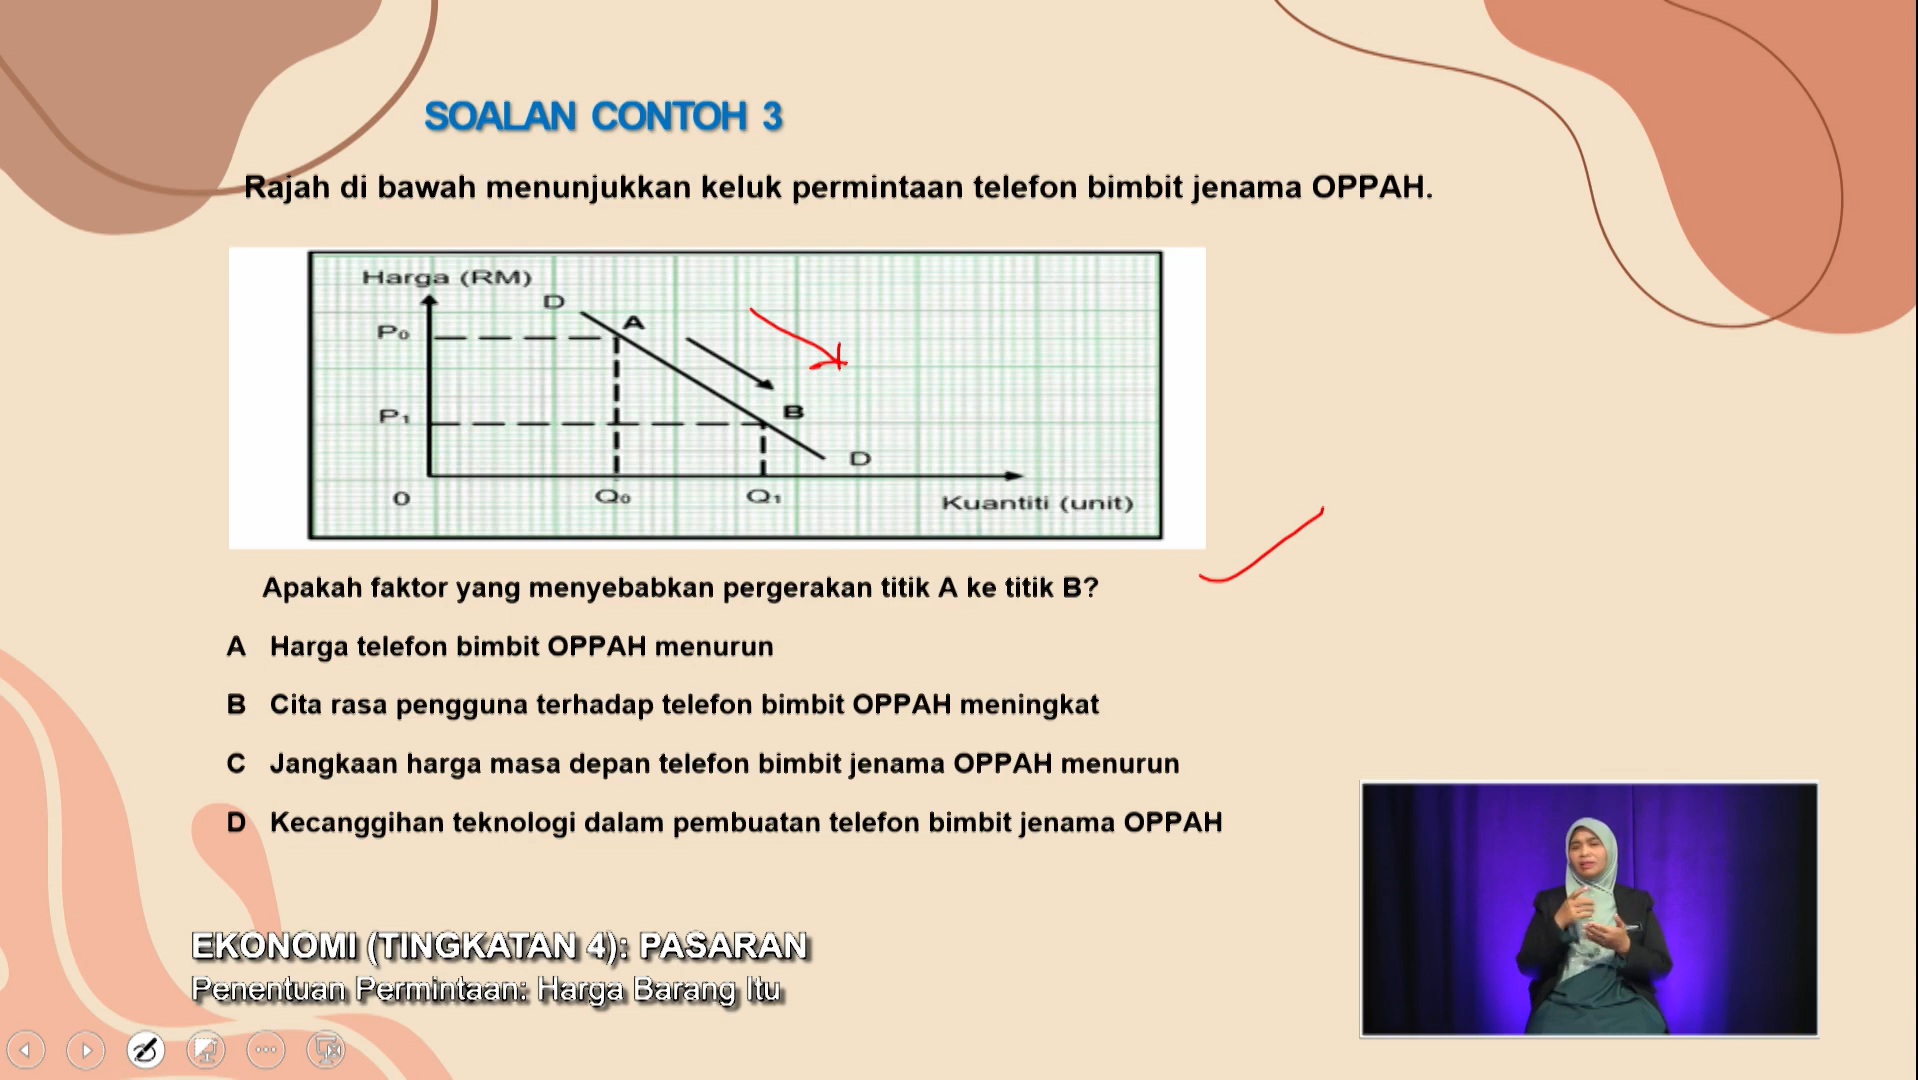 SOALAN CONTOH 3
Rajah di bawah menunjukkan keluk permintaan telefon bimbit jenama OPPAH.
Harga (RM)
D
A
P₀
B
P₁
D
0
Q₀
Q₁
Kuantiti (unit)
Apakah faktor yang menyebabkan pergerakan titik A ke titik B?
A Harga telefon bimbit OPPAH menurun
B Cita rasa pengguna terhadap telefon bimbit OPPAH meningkat
C Jangkaan harga masa depan telefon bimbit jenama OPPAH menurun
D Kecanggihan teknologi dalam pembuatan telefon bimbit jenama OPPAH
EKONOMI (TINGKATAN 4): PASARAN
Penentuan Permintaan: Harga Barang Itu